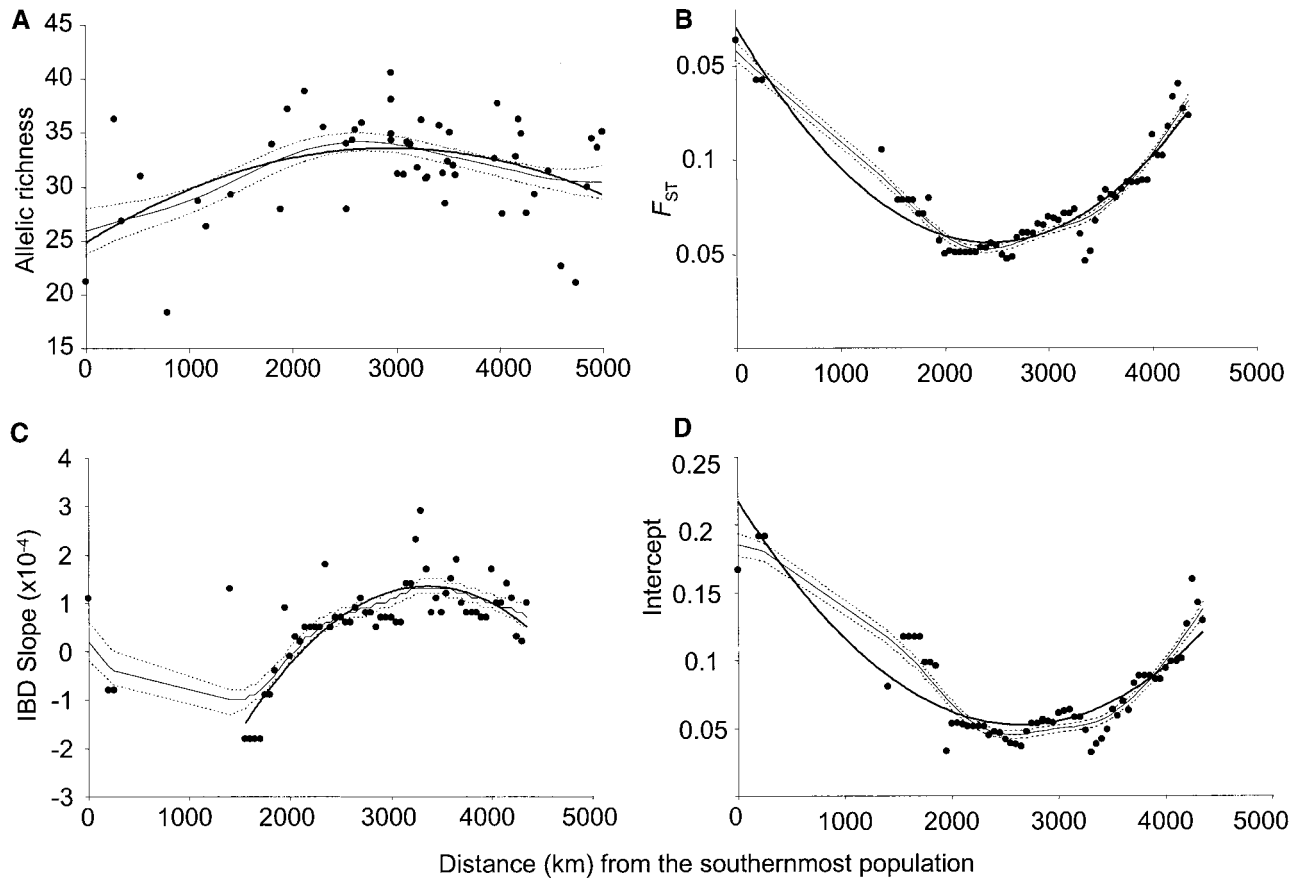 A
Allelic richness
45
40
35
30
25
20
15
0 1000 2000 3000 4000 5000
B
F_ST
0.05
0.1
0.05
0 1000 2000 3000 4000 5000
C
IBD Slope (x10⁻⁴)
4
3
2
1
0
-1
-2
-3
0 1000 2000 3000 4000 5000
D
Intercept
0.25
0.2
0.15
0.1
0.05
0 1000 2000 3000 4000 5000
Distance (km) from the southernmost population